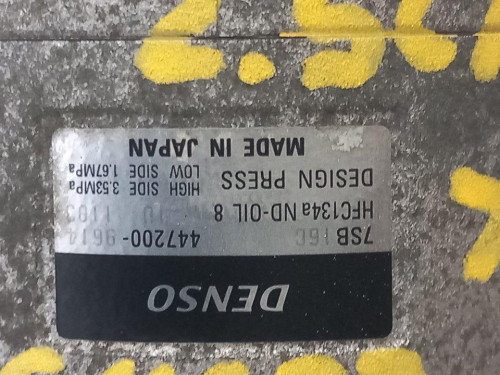 DENSO
7SB16C 447200-9614
HFC134a ND-OIL 8
DESIGN PRESS HIGH SIDE 3.53MPa
LOW SIDE 1.67MPa
MADE IN JAPAN